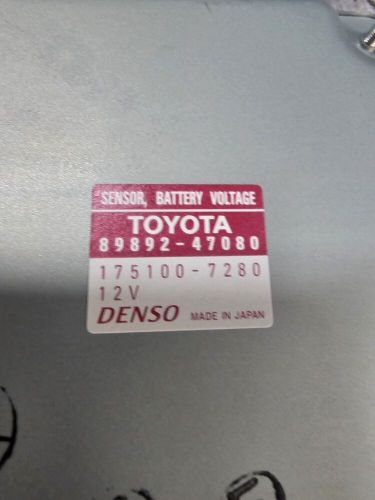 SENSOR, BATTERY VOLTAGE
TOYOTA
89892-47080
175100-7280
12V
DENSO MADE IN JAPAN